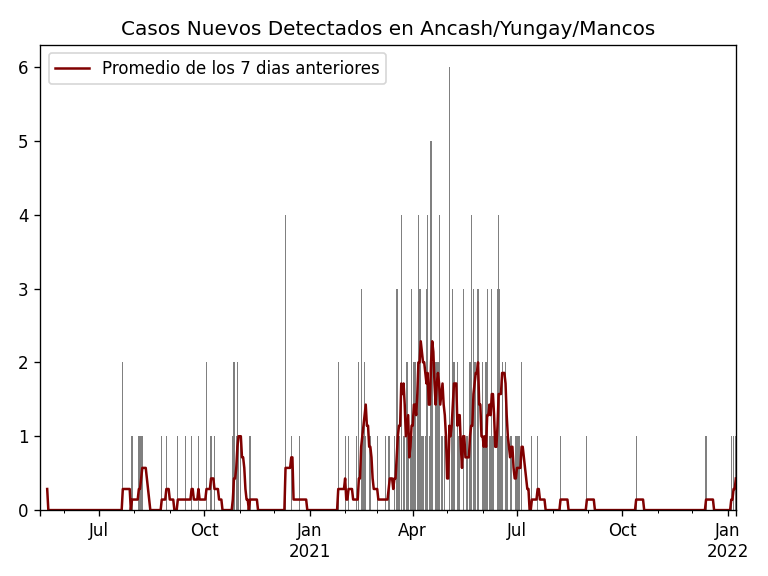 Casos Nuevos Detectados en Ancash/Yungay/Mancos
Promedio de los 7 dias anteriores
6
5
4
3
2
1
0
Jul
Oct
Jan
2021
Apr
Jul
Oct
Jan
2022